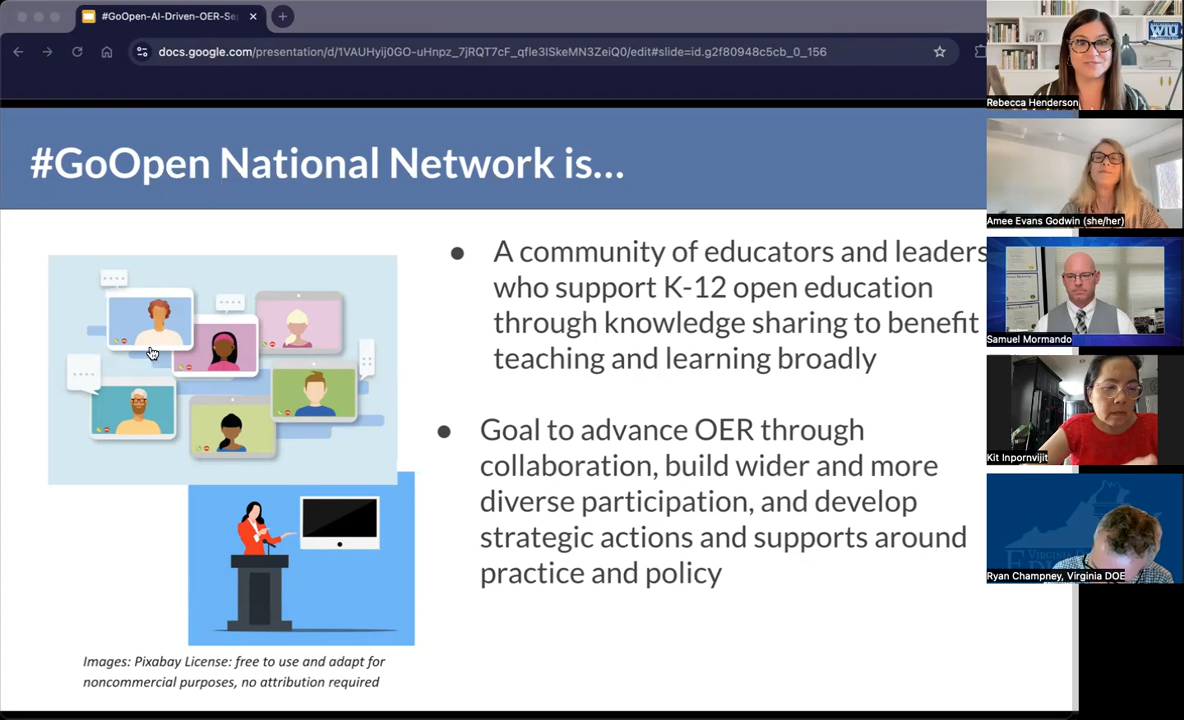 #GoOpen-AI-Driven-OER-Se
docs.google.com/presentation/d/1VAUHyIj0GO-uHnpz_7jRQT7cF_qfIe3ISkeMN3ZeiQ0/edit#slide=id.g2f80948c5cb_0_156
#GoOpen National Network is...
● A community of educators and leaders
who support K-12 open education
through knowledge sharing to benefit
teaching and learning broadly
● Goal to advance OER through
collaboration, build wider and more
diverse participation, and develop
strategic actions and supports around
practice and policy
Images: Pixabay License: free to use and adapt for
noncommercial purposes, no attribution required
WIU
Rebecca Henderson
Amee Evans Godwin (she/her)
Samuel Mormando
Kit Inpornvijit
Ryan Champney, Virginia DOE